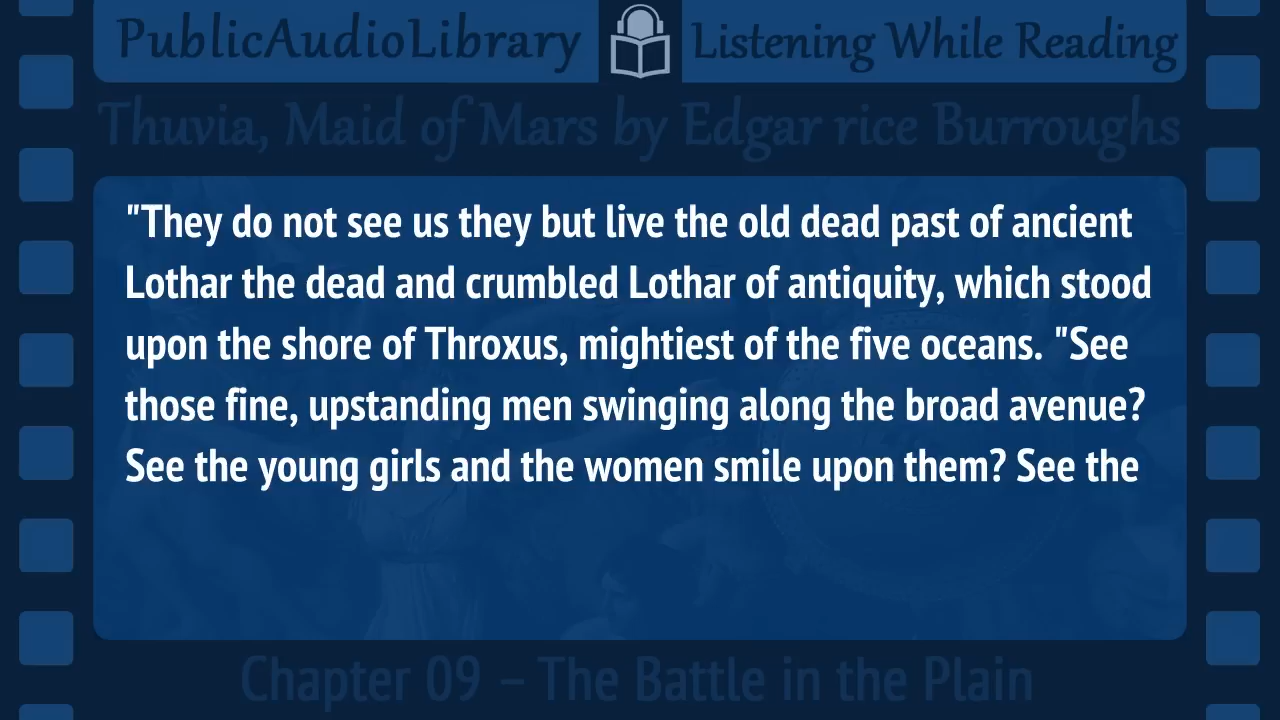 PublicAudioLibrary Listening While Reading
Thuvia, Maid of Mars by Edgar rice Burroughs
"They do not see us they but live the old dead past of ancient
Lothar the dead and crumbled Lothar of antiquity, which stood
upon the shore of Throxus, mightiest of the five oceans. "See
those fine, upstanding men swinging along the broad avenue?
See the young girls and the women smile upon them? See the
Chapter 09 – The Battle in the Plain